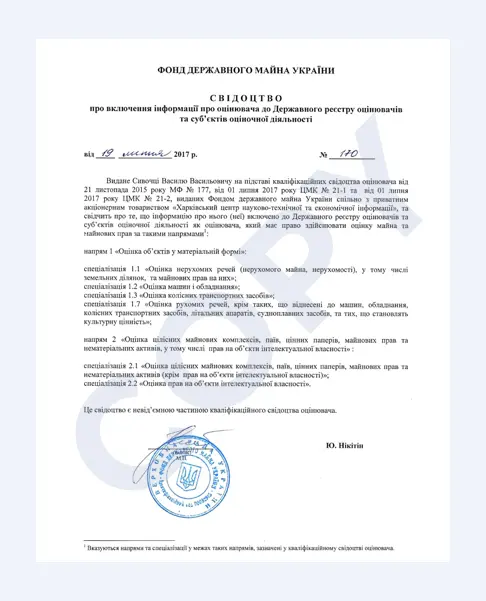 ФОНД ДЕРЖАВНОГО МАЙНА УКРАЇНИ
С В І Д О Ц Т В О
про включення інформації про оцінювача до Державного реєстру оцінювачів
та суб’єктів оціночної діяльності
від 19 липня 2017 р. № 170
Видане Сивочці Василю Васильовичу на підставі кваліфікаційних свідоцтв оцінювача від
21 листопада 2015 року МФ № 177, від 01 липня 2017 року ЦМК № 21-1 та від 01 липня
2017 року ЦМК № 21-2, виданих Фондом державного майна України спільно з приватним
акціонерним товариством «Харківський центр науково-технічної та економічної інформації», та
свідчить про те, що інформацію про нього (неї) включено до Державного реєстру оцінювачів та
суб’єктів оціночної діяльності як оцінювача, який має право здійснювати оцінку майна та
майнових прав за такими напрямами¹:
напрям 1 «Оцінка об’єктів у матеріальній формі»:
спеціалізація 1.1 «Оцінка нерухомих речей (нерухомого майна, нерухомості), у тому числі
земельних ділянок, та майнових прав на них»;
спеціалізація 1.2 «Оцінка машин і обладнання»;
спеціалізація 1.3 «Оцінка колісних транспортних засобів»;
спеціалізація 1.7 «Оцінка рухомих речей, крім таких, що віднесені до машин, обладнання,
колісних транспортних засобів, літальних апаратів, судноплавних засобів, та тих, що становлять
культурну цінність»;
напрям 2 «Оцінка цілісних майнових комплексів, паїв, цінних паперів, майнових прав та
нематеріальних активів, у тому числі прав на об’єкти інтелектуальної власності» :
спеціалізація 2.1 «Оцінка цілісних майнових комплексів, паїв, цінних паперів, майнових прав та
нематеріальних активів (крім прав на об’єкти інтелектуальної власності)»;
спеціалізація 2.2 «Оцінка прав на об’єкти інтелектуальної власності».
Це свідоцтво є невід’ємною частиною кваліфікаційного свідоцтва оцінювача.
Ю. Нікітін
М.П.
¹ Вказуються напрями та спеціалізації у межах таких напрямів, зазначені у кваліфікаційному свідоцтві оцінювача.
COPY